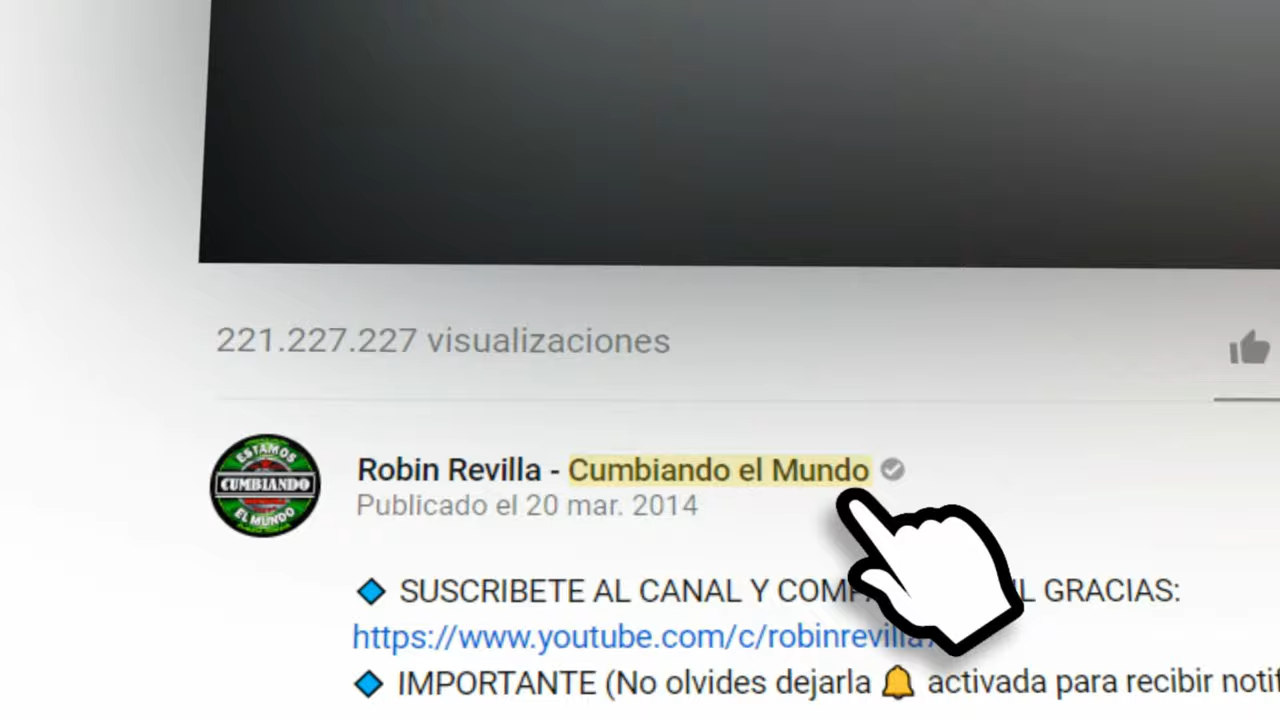 221.227.227 visualizaciones
ESTAMOS
CUMBIANDO
EL MUNDO
Robin Revilla - Cumbiando el Mundo
Publicado el 20 mar. 2014
SUSCRIBETE AL CANAL Y GRACIAS:
https://www.youtube.com/c/robinrevilla
IMPORTANTE (No olvides dejarla 🔔 activada para recibir notif